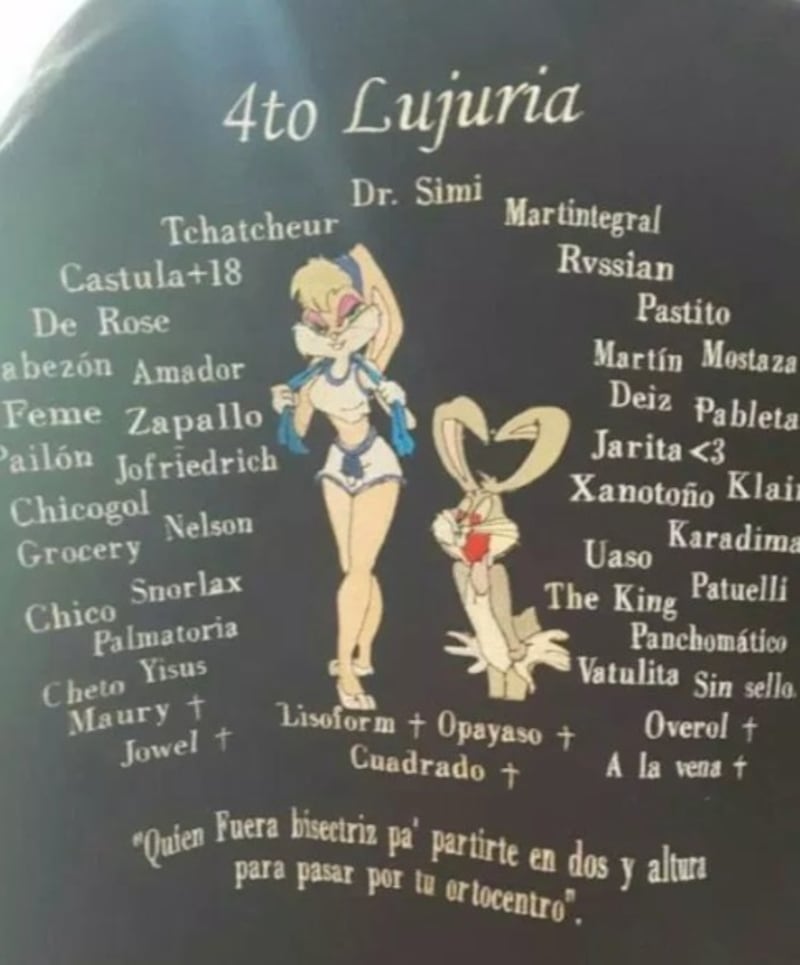 4to Lujuria
Dr. Simi
Tchatcheur
Martintegral
Castula+18
Rvssian
De Rose
Pastito
abezón Amador
Martín Mostaza
Feme Zapallo
Deiz Pableta
Pailón Jofriedrich
Jarita <3
Chicogol
Xanotoño Klai
Grocery Nelson
Uaso Karadima
Chico Snorlax
The King Patuelli
Palmatoria
Panchomático
Cheto Yisus
Vatulita Sin sello.
Maury †
Lisoform † Opayaso †
Overol †
Jowel †
Cuadrado †
A la vena †
"Quien Fuera bisectriz pa' partirte en dos y altura
para pasar por tu ortocentro".